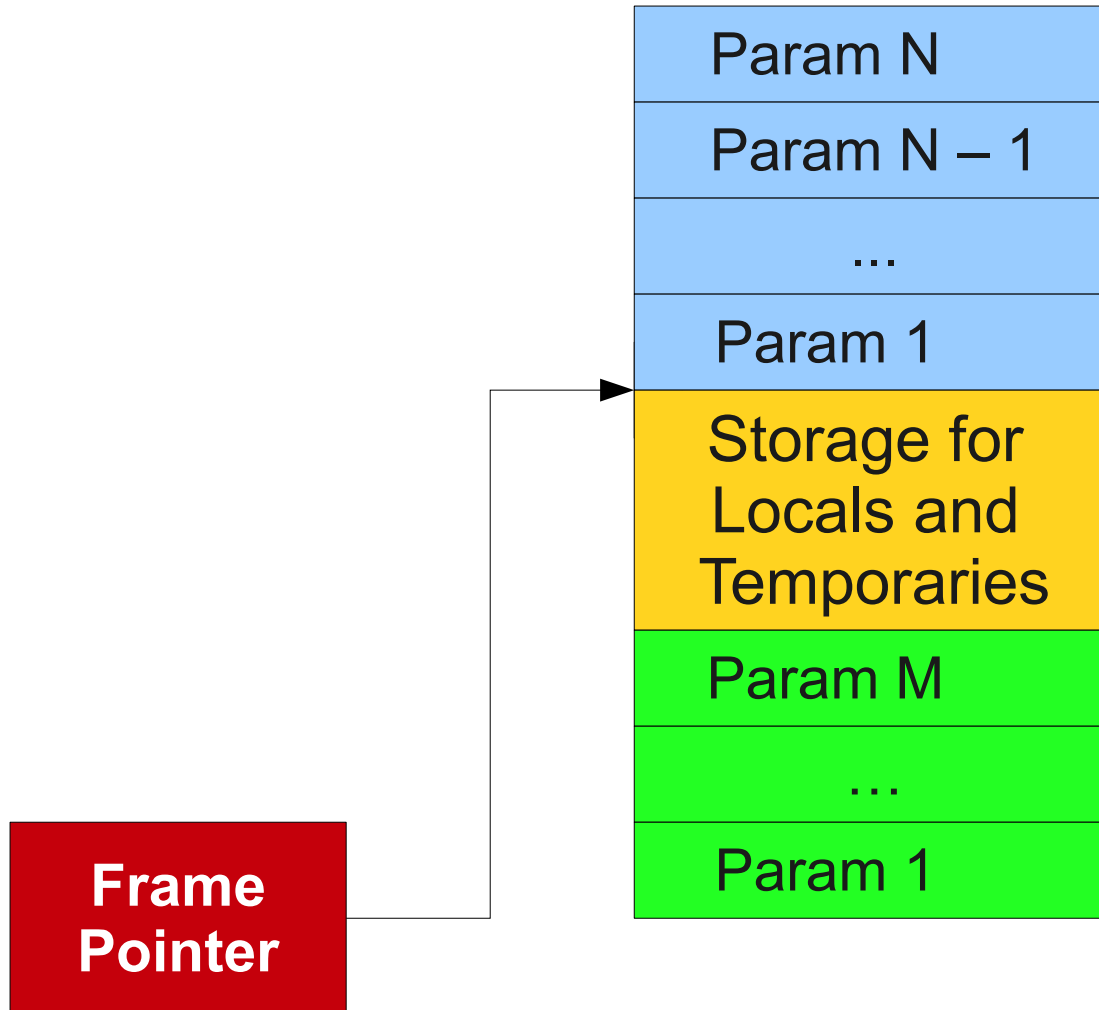 Param N
Param N – 1
...
Param 1
Storage for
Locals and
Temporaries
Param M
…
Param 1
Frame
Pointer